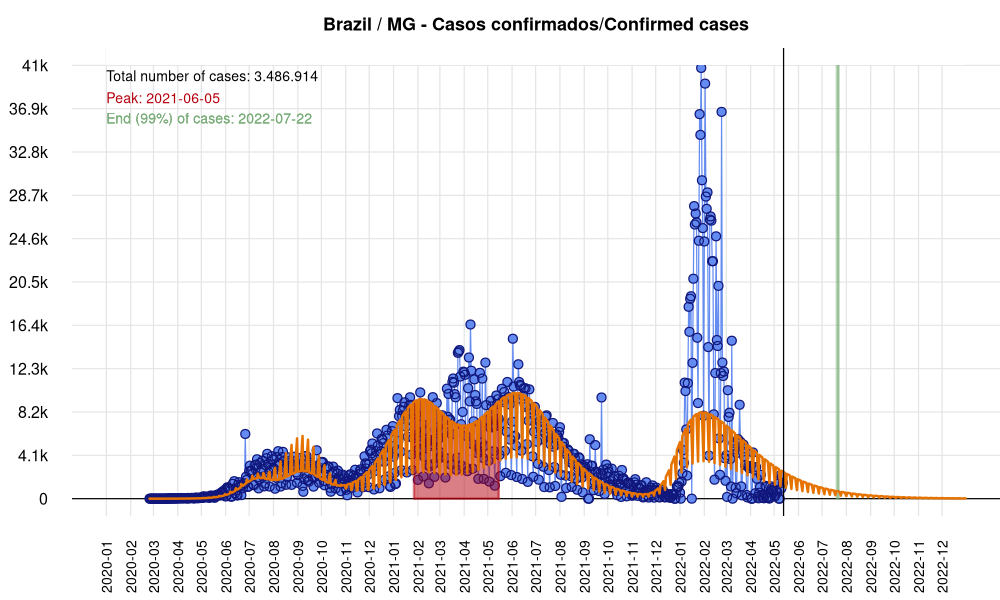 Brazil / MG - Casos confirmados/Confirmed cases
41k
Total number of cases: 3.486.914
Peak: 2021-06-05
36.9k
End (99%) of cases: 2022-07-22
32.8k
28.7k
24.6k
20.5k
16.4k
12.3k
8.2k
4.1k
0
2020-01
2020-02
2020-03
2020-04
2020-05
2020-06
2020-07
2020-08
2020-09
2020-10
2020-11
2020-12
2021-01
2021-02
2021-03
2021-04
2021-05
2021-06
2021-07
2021-08
2021-09
2021-10
2021-11
2021-12
2022-01
2022-02
2022-03
2022-04
2022-05
2022-06
2022-07
2022-08
2022-09
2022-10
2022-11
2022-12